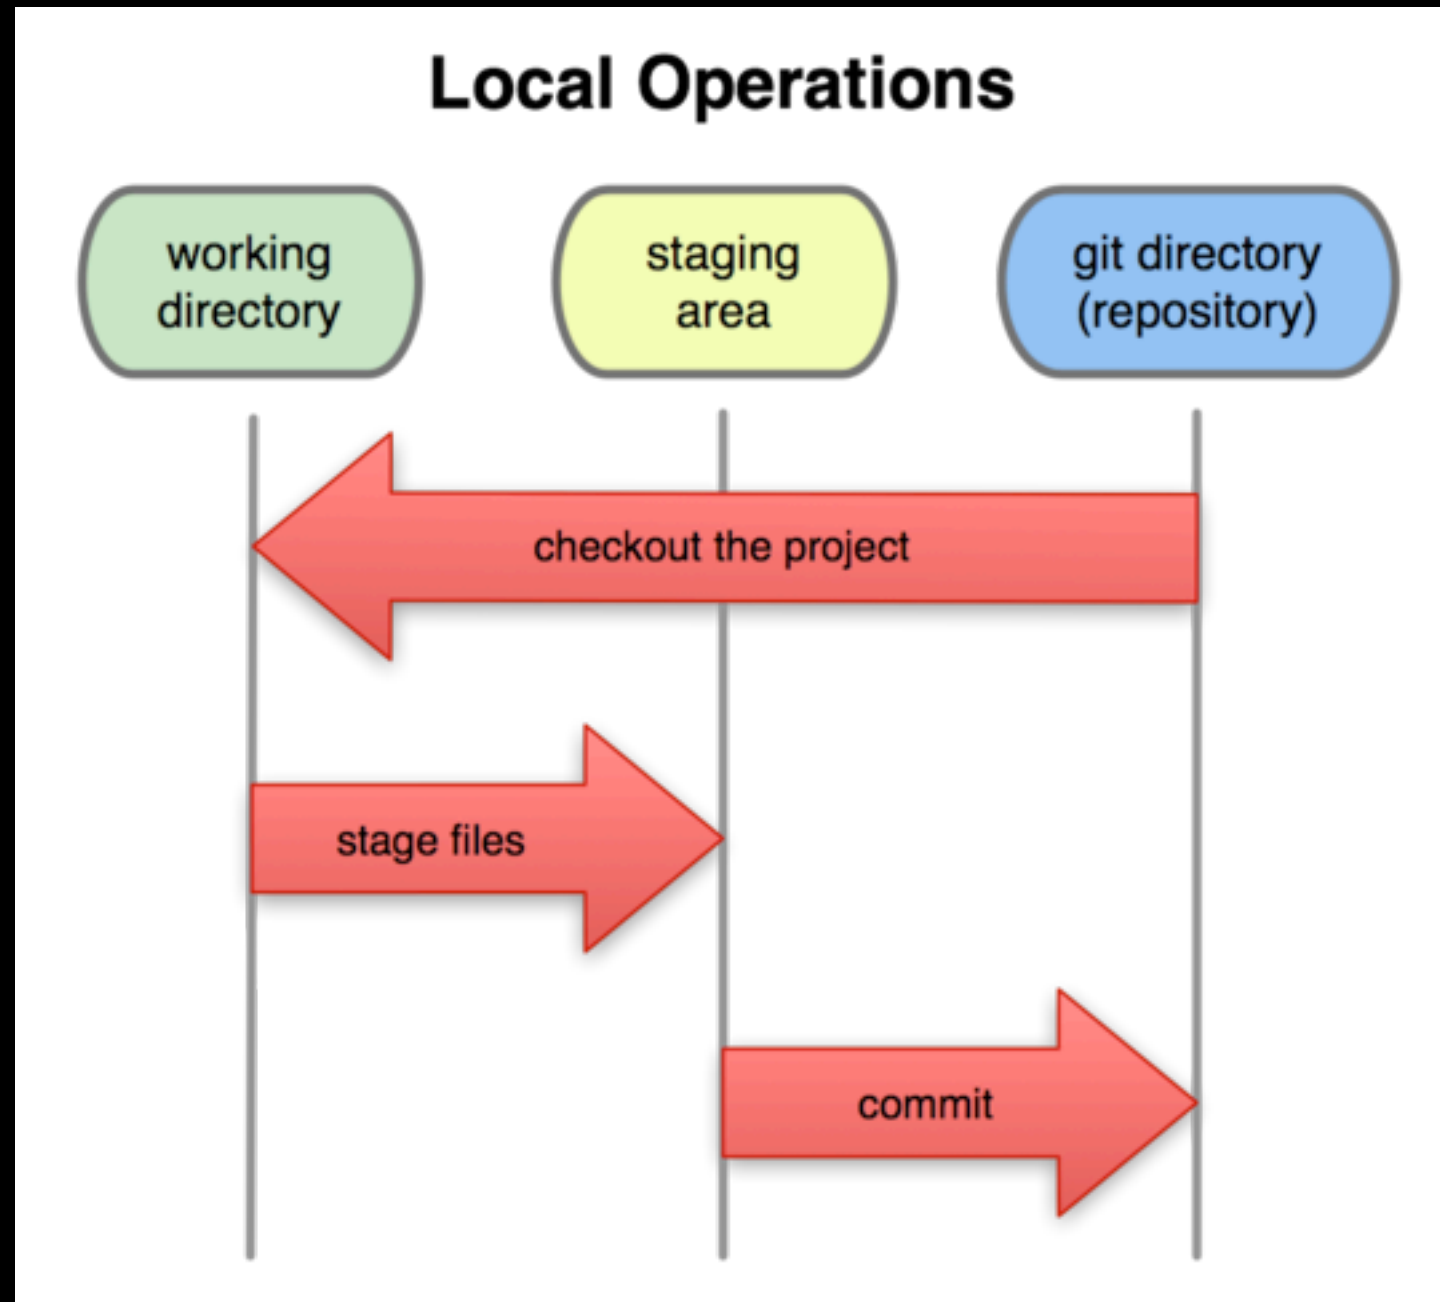 Local Operations
working
directory
staging
area
git directory
(repository)
checkout the project
stage files
commit